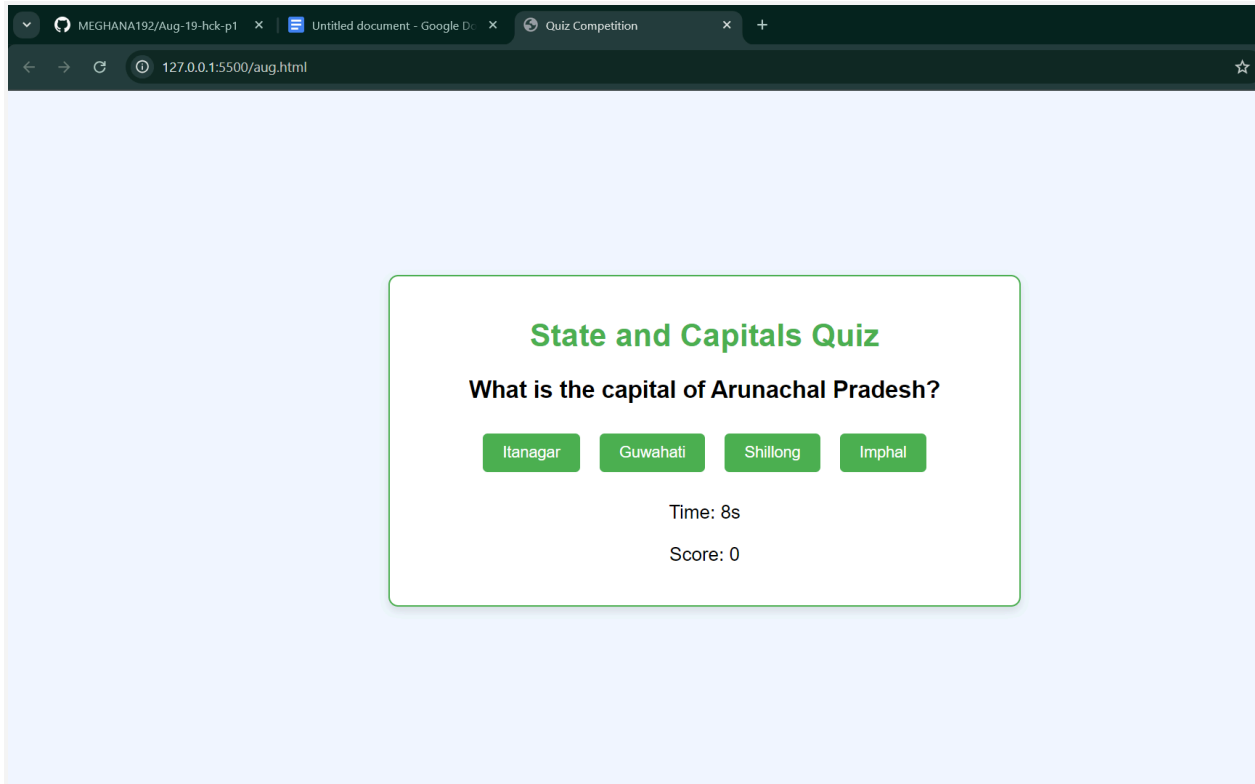 MEGHANA192/Aug-19-hck-p1
Untitled document - Google Do
Quiz Competition
127.0.0.1:5500/aug.html
State and Capitals Quiz
What is the capital of Arunachal Pradesh?
Itanagar Guwahati Shillong Imphal
Time: 8s
Score: 0